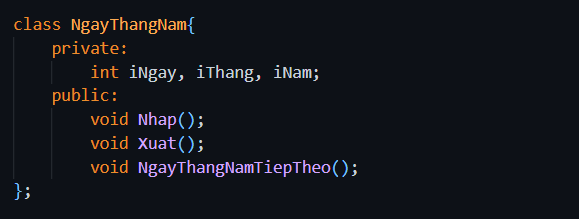 class NgayThangNam{
    private:
        int iNgay, iThang, iNam;
    public:
        void Nhap();
        void Xuat();
        void NgayThangNamTiepTheo();
};